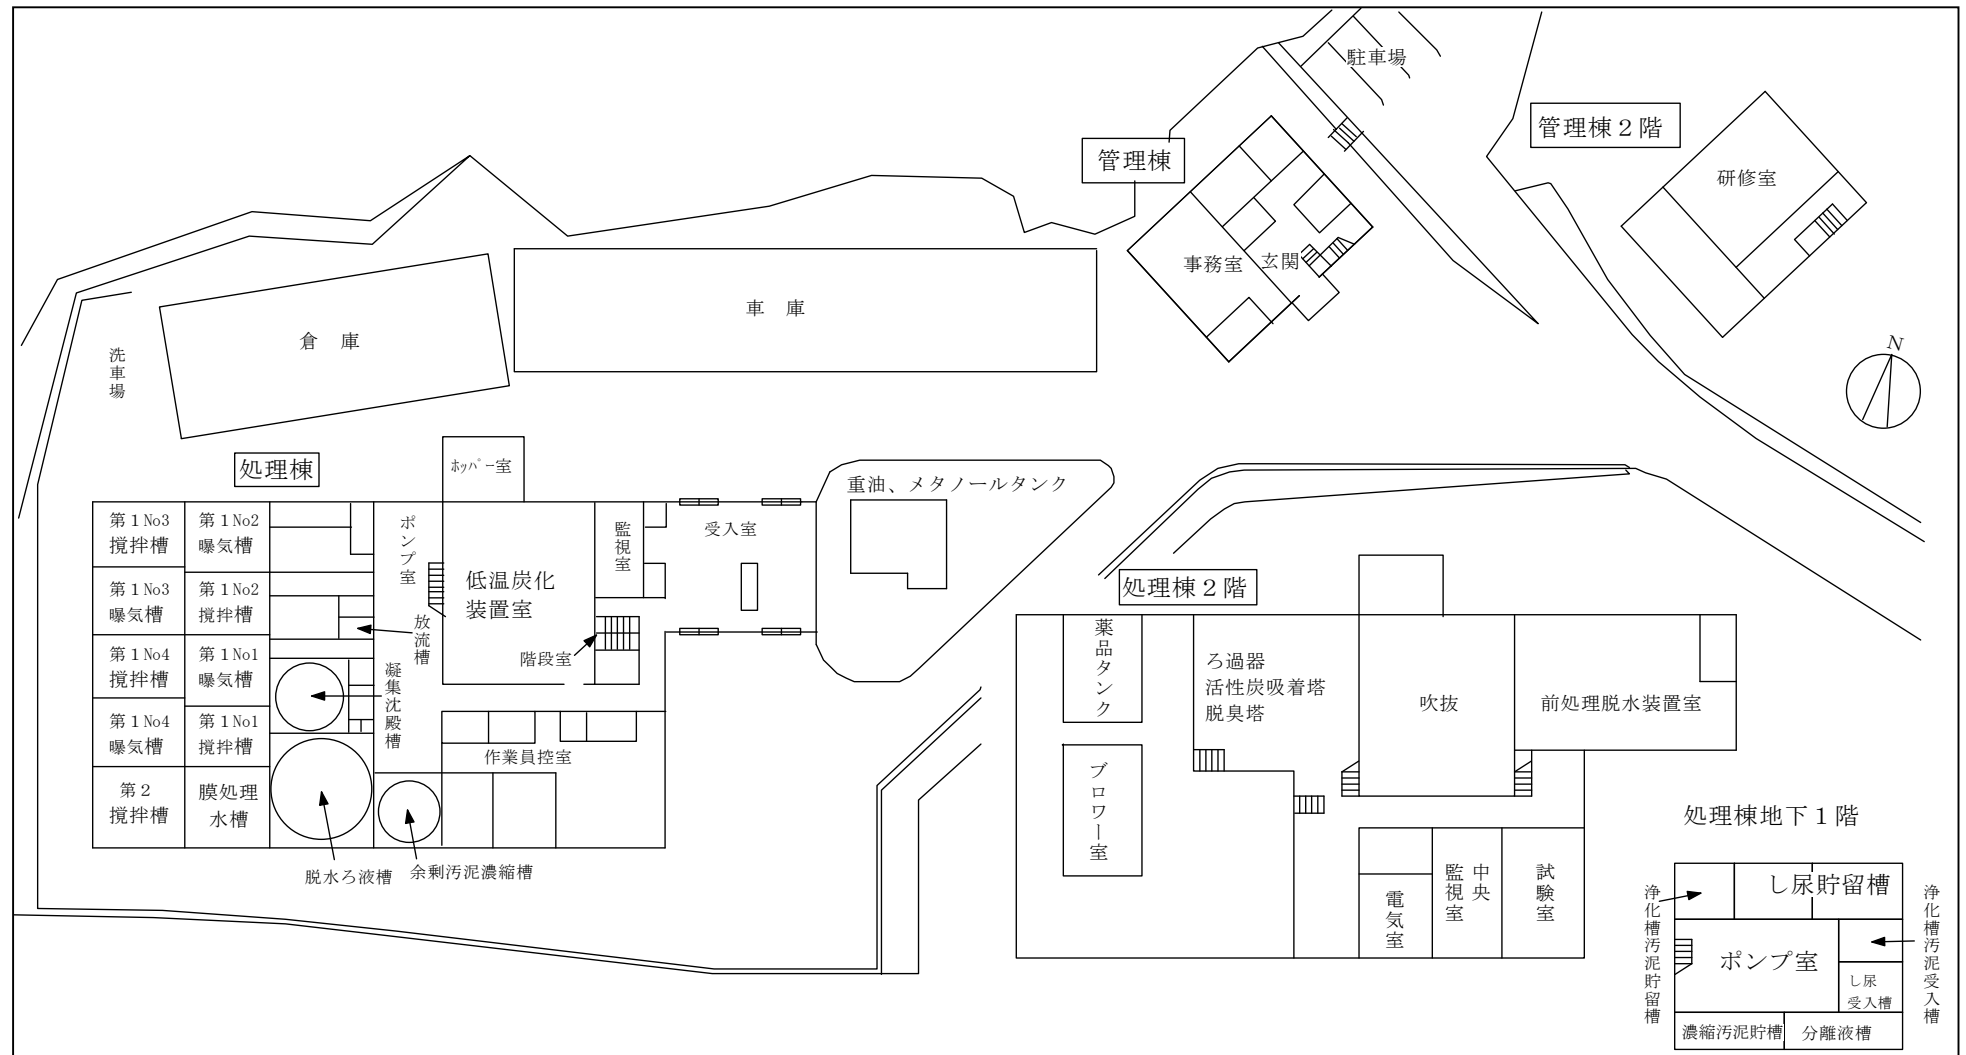 駐車場
管理棟２階
管理棟
研修室
事務室
玄関
車　庫
倉　庫
洗車場
N
処理棟
ﾎｯﾊﾟｰ室
重油、メタノールタンク
第１No3
撹拌槽
第１No2
曝気槽
ポンプ室
監視室
受入室
低温炭化
装置室
第１No3
曝気槽
第１No2
撹拌槽
放流槽
階段室
第１No4
撹拌槽
第１No1
曝気槽
凝集沈殿槽
第１No4
曝気槽
第１No1
撹拌槽
作業員控室
第２
撹拌槽
膜処理
水槽
脱水ろ液槽
余剰汚泥濃縮槽
処理棟２階
薬品タンク
ろ過器
活性炭吸着塔
脱臭塔
吹抜
前処理脱水装置室
ブロワー室
電気室
中央
監視室
試験室
処理棟地下１階
し尿貯留槽
浄化槽汚泥貯留槽
浄化槽汚泥受入槽
ポンプ室
し尿
受入槽
濃縮汚泥貯槽
分離液槽